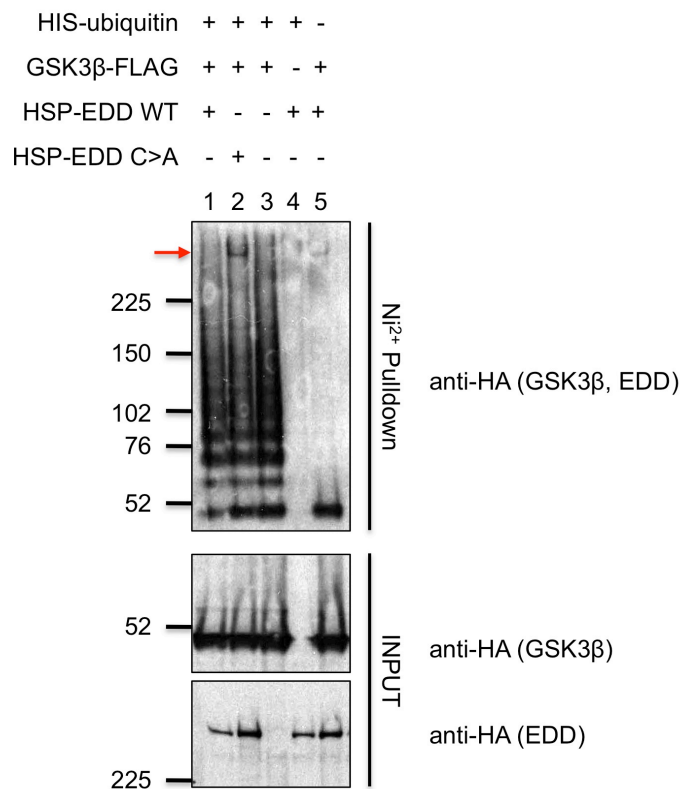 HIS-ubiquitin + + + + -
GSK3β-FLAG + + + - +
HSP-EDD WT + - - + +
HSP-EDD C>A - + - - -
1 2 3 4 5
225
150
102
76
52
Ni²⁺ Pulldown
anti-HA (GSK3β, EDD)
52
anti-HA (GSK3β)
INPUT
anti-HA (EDD)
225